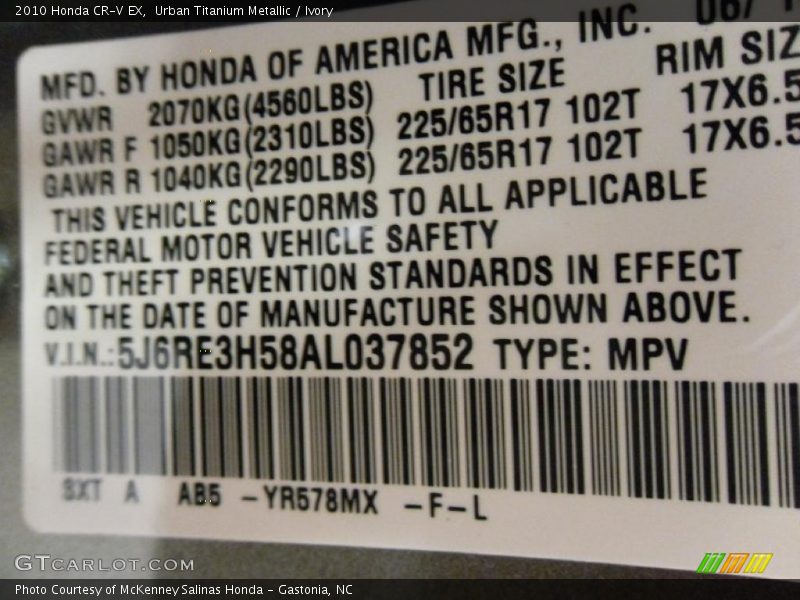 2010 Honda CR-V EX, Urban Titanium Metallic / Ivory
MFD. BY HONDA OF AMERICA MFG., INC. 06/
GVWR 2070KG(4560LBS) TIRE SIZE RIM SIZ
GAWR F 1050KG(2310LBS) 225/65R17 102T 17X6.5
GAWR R 1040KG(2290LBS) 225/65R17 102T 17X6.5
THIS VEHICLE CONFORMS TO ALL APPLICABLE
FEDERAL MOTOR VEHICLE SAFETY
AND THEFT PREVENTION STANDARDS IN EFFECT
ON THE DATE OF MANUFACTURE SHOWN ABOVE.
V.I.N.:5J6RE3H58AL037852 TYPE: MPV
SXT A AB5 -YR578MX -F-L
GTCARLOT.COM
Photo Courtesy of McKenney Salinas Honda - Gastonia, NC